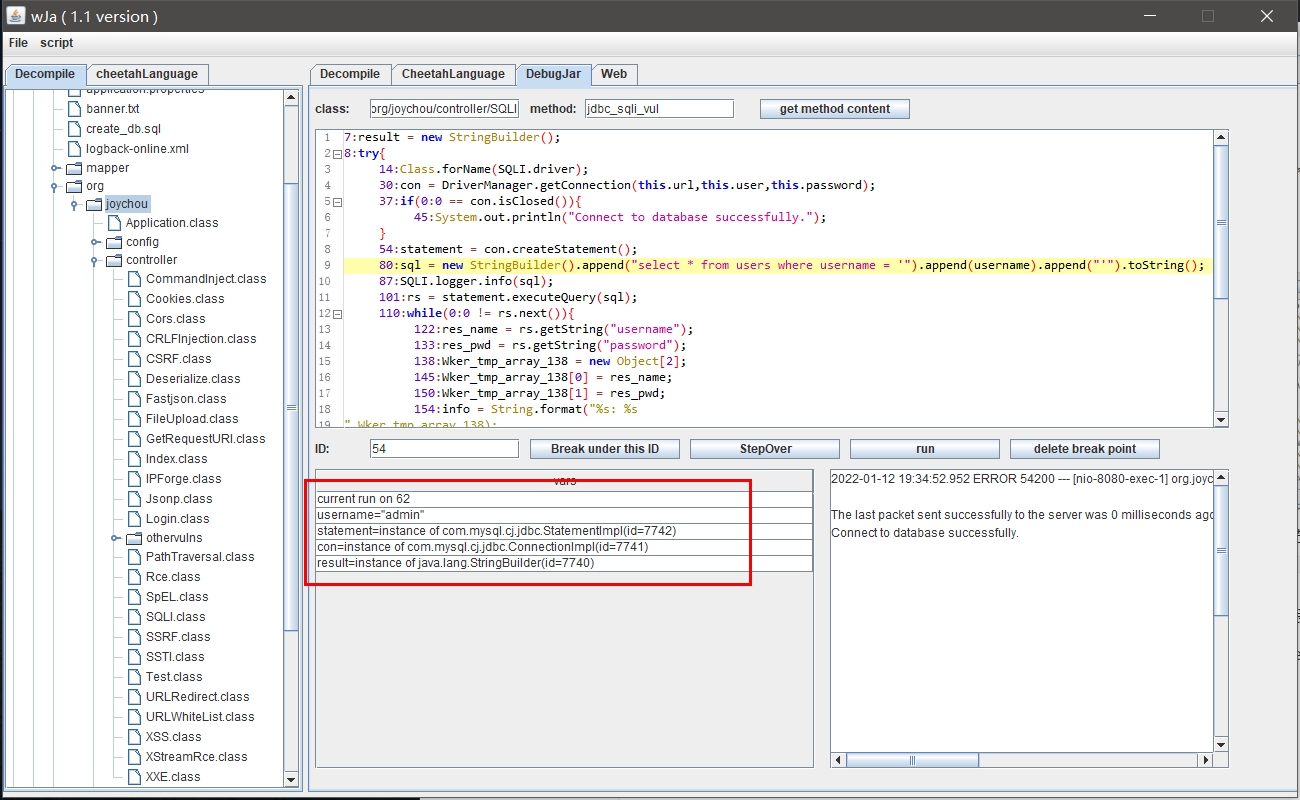 wJa ( 1.1 version )
File script
Decompile cheetahLanguage
application.properties
banner.txt
create_db.sql
logback-online.xml
mapper
org
joychou
Application.class
config
controller
CommandInject.class
Cookies.class
Cors.class
CRLFInjection.class
CSRF.class
Deserialize.class
Fastjson.class
FileUpload.class
GetRequestURI.class
Index.class
IPForge.class
Jsonp.class
Login.class
othervulns
PathTraversal.class
Rce.class
SpEL.class
SQLI.class
SSRF.class
SSTI.class
Test.class
URLRedirect.class
URLWhiteList.class
XSS.class
XStreamRce.class
XXE.class
Decompile CheetahLanguage DebugJar Web
class: org/joychou/controller/SQLI method: jdbc_sqli_vul get method content
1 7:result = new StringBuilder();
2 8:try{
3 14:Class.forName(SQLI.driver);
4 30:con = DriverManager.getConnection(this.url,this.user,this.password);
5 37:if(0:0 == con.isClosed()){
6 45:System.out.println("Connect to database successfully.");
7 }
8 54:statement = con.createStatement();
9 80:sql = new StringBuilder().append("select * from users where username = '").append(username).append("'").toString();
10 87:SQLI.logger.info(sql);
11 101:rs = statement.executeQuery(sql);
12 110:while(0:0 != rs.next()){
13 122:res_name = rs.getString("username");
14 133:res_pwd = rs.getString("password");
15 138:Wker_tmp_array_138 = new Object[2];
16 145:Wker_tmp_array_138[0] = res_name;
17 150:Wker_tmp_array_138[1] = res_pwd;
18 154:info = String.format("%s: %s
19 ",Wker_tmp_array_138);
ID: 54 Break under this ID StepOver run delete break point
vars
current run on 62
username="admin"
statement=instance of com.mysql.cj.jdbc.StatementImpl(id=7742)
con=instance of com.mysql.cj.jdbc.ConnectionImpl(id=7741)
result=instance of java.lang.StringBuilder(id=7740)
2022-01-12 19:34:52.952 ERROR 54200 --- [nio-8080-exec-1] org.joyc
The last packet sent successfully to the server was 0 milliseconds ago
Connect to database successfully.